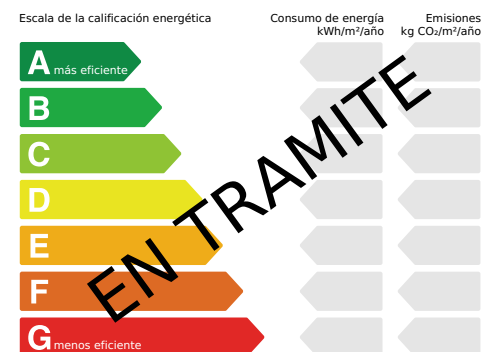 Escala de la calificación energética
Consumo de energía
kWh/m²/año
Emisiones
kg CO₂/m²/año
A más eficiente
B
C
D
E
F
G menos eficiente
EN TRAMITE